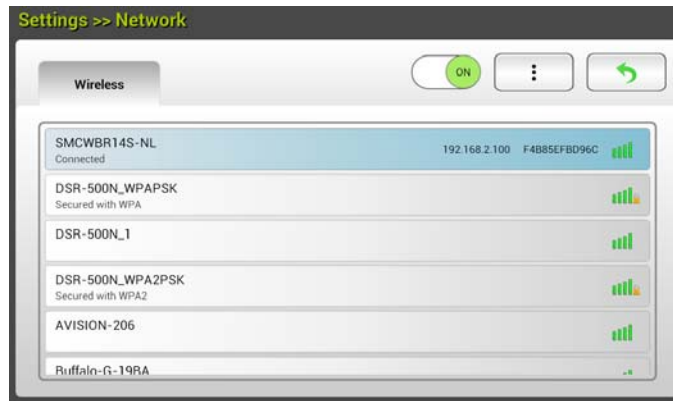 Settings >> Network
Wireless
ON
SMCWBR14S-NL
Connected
192.168.2.100 F4B85EFBD96C
DSR-500N_WPAPSK
Secured with WPA
DSR-500N_1
DSR-500N_WPA2PSK
Secured with WPA2
AVISION-206
Buffalo-G-19BA